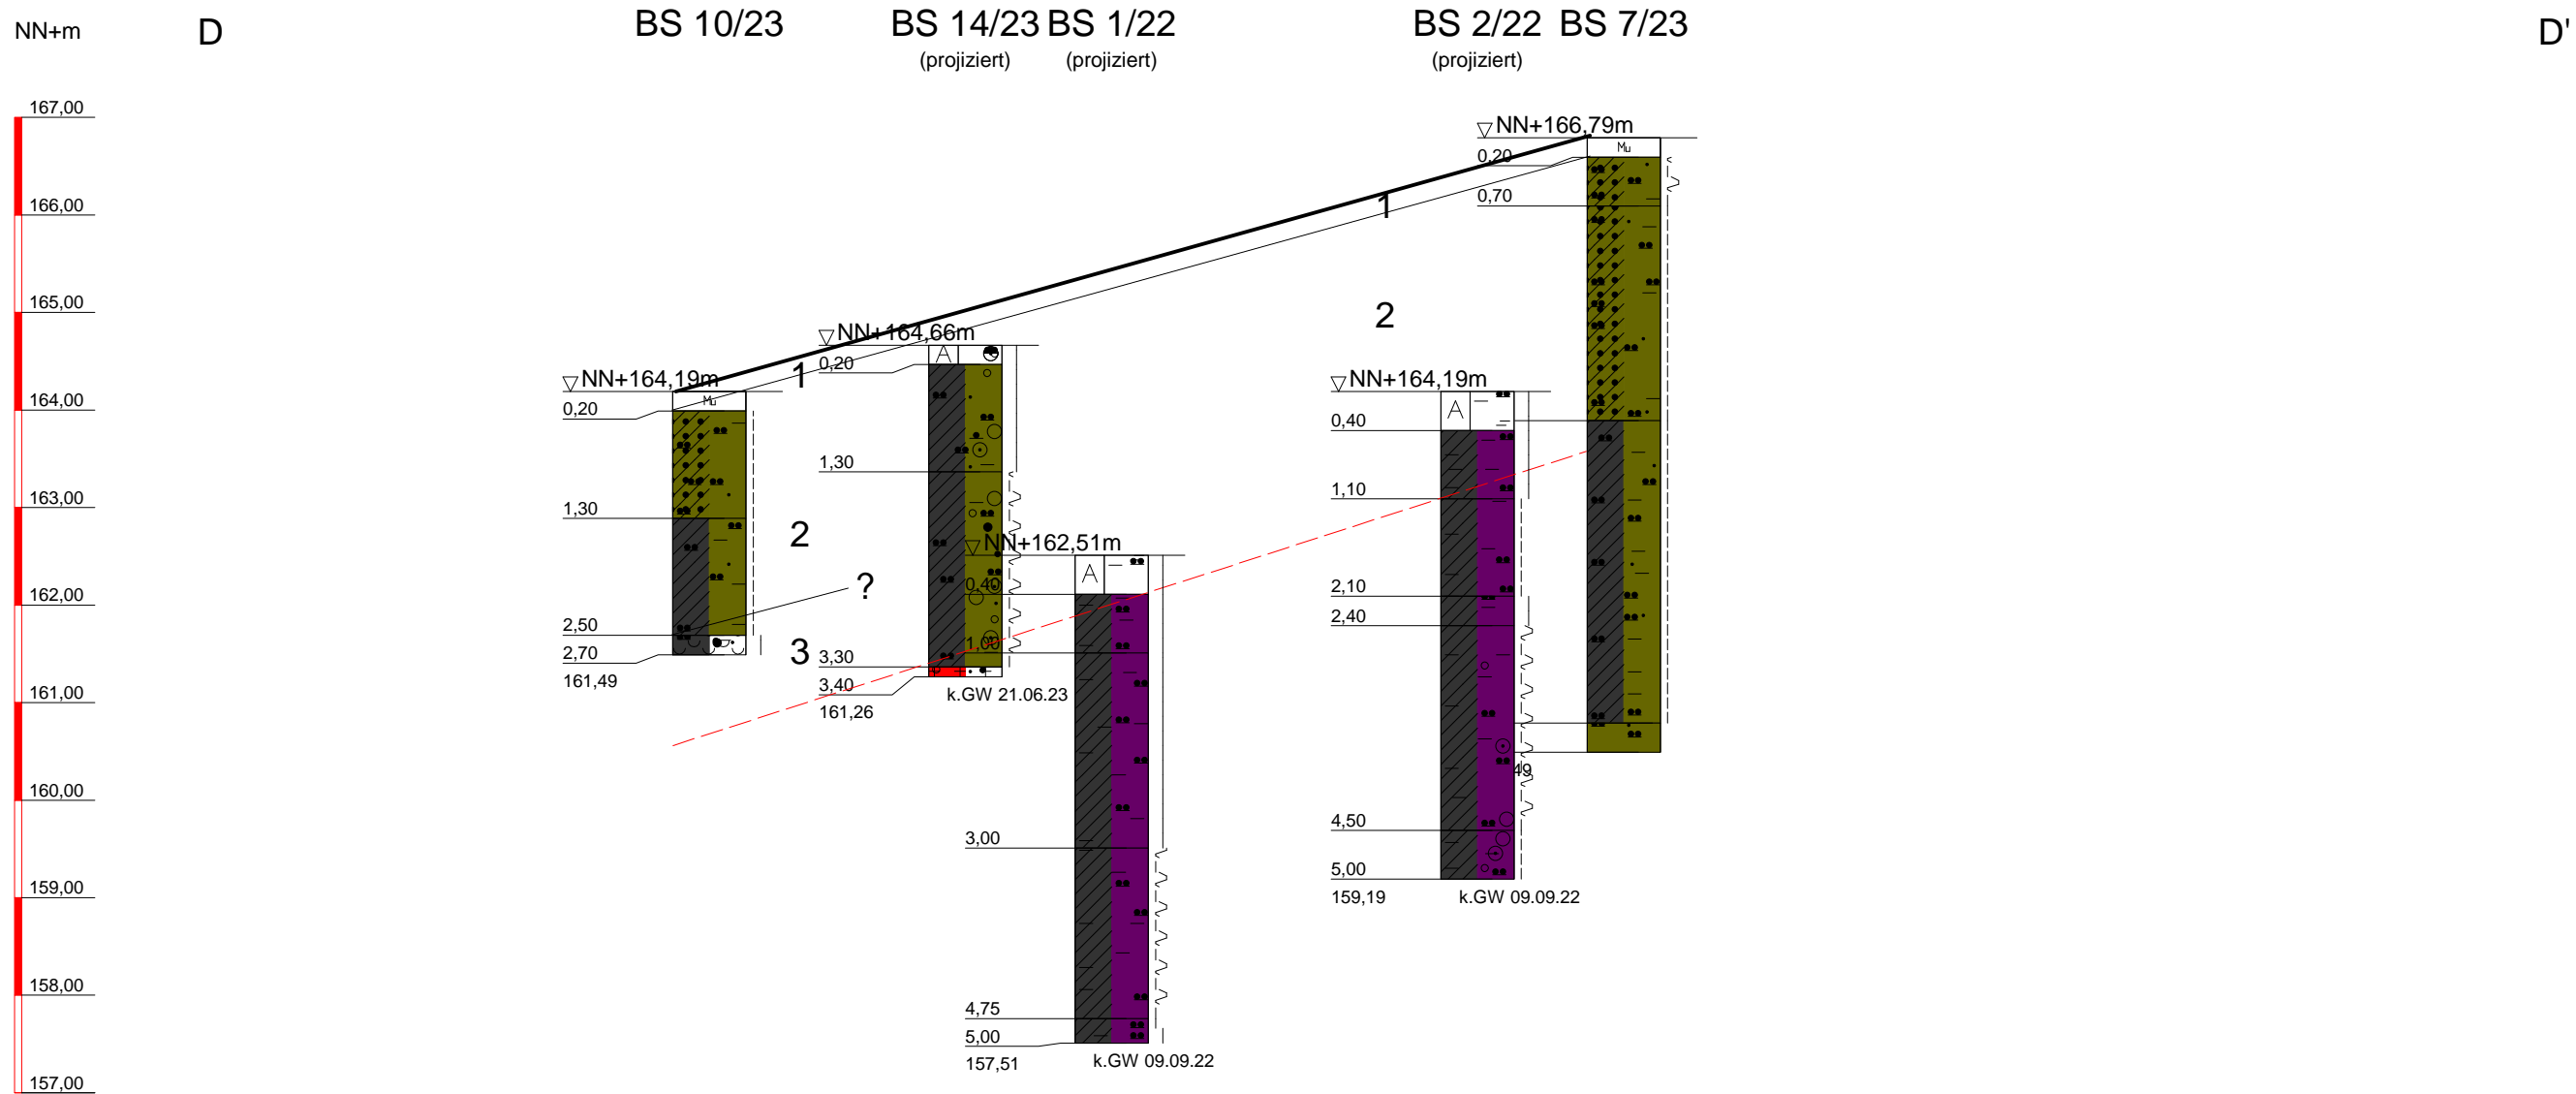 NN+m
D
BS 10/23
BS 14/23
(projiziert)
BS 1/22
(projiziert)
BS 2/22
(projiziert)
BS 7/23
D'
167,00
166,00
165,00
164,00
163,00
162,00
161,00
160,00
159,00
158,00
157,00
NN+164,19m
Mu
0,20
1,30
2,50
2,70
161,49
1
2
?
3
NN+164,66m
A
0,20
1,30
3,30
3,40
161,26
k.GW 21.06.23
NN+162,51m
A
0,40
1,00
3,00
4,75
5,00
157,51
k.GW 09.09.22
1
2
NN+164,19m
A
0,40
1,10
2,10
2,40
4,50
5,00
159,19
k.GW 09.09.22
NN+166,79m
Mu
0,20
0,70
49